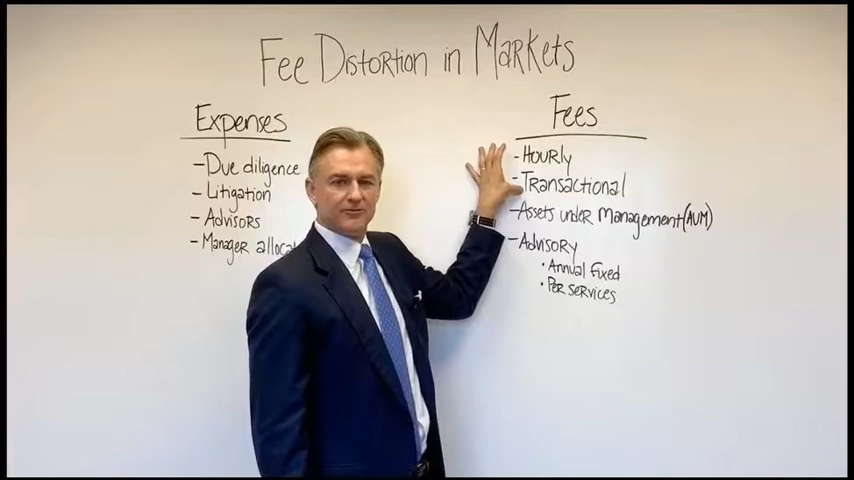 Fee Distortion in Markets
Expenses
- Due diligence
- Litigation
- Advisors
- Manager
Fees
- Hourly
- Transactional
- Assets under Management (AUM)
- Advisory
• Annual fixed
• Per services